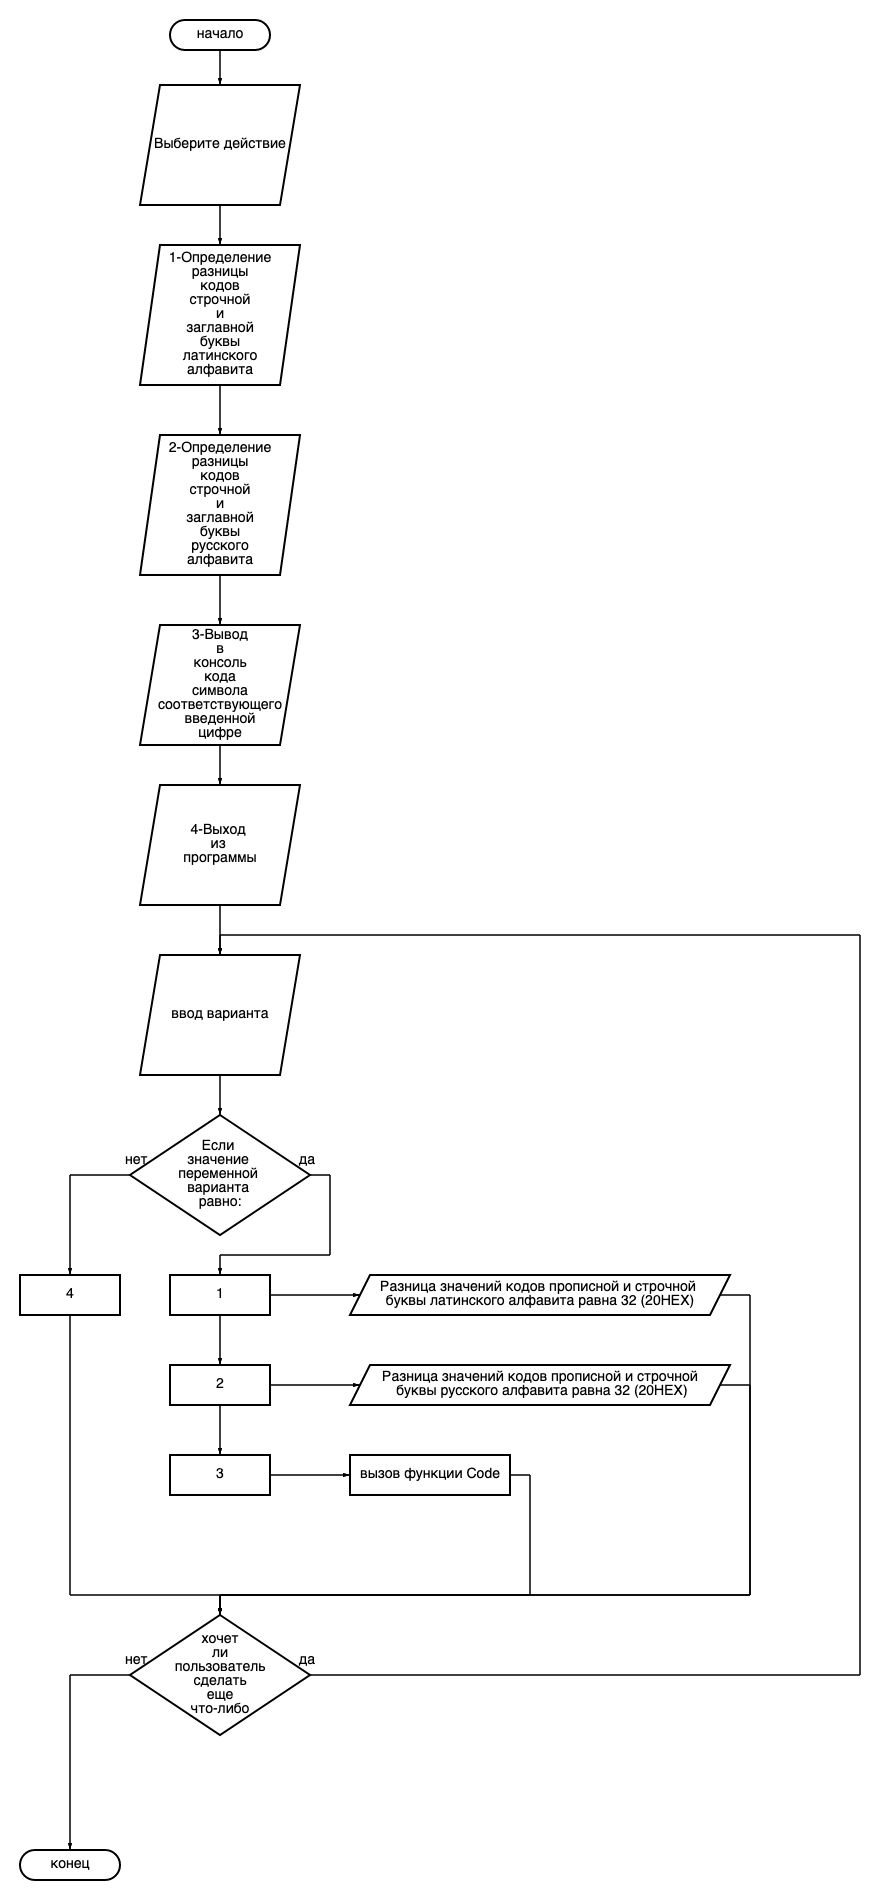 начало
Выберите действие
1-Определение
разницы
кодов
строчной
и
заглавной
буквы
латинского
алфавита
2-Определение
разницы
кодов
строчной
и
заглавной
буквы
русского
алфавита
3-Вывод
в
консоль
кода
символа
соответствующего
введенной
цифре
4-Выход
из
программы
ввод варианта
Если
значение
переменной
варианта
равно:
нет
да
4
1
Разница значений кодов прописной и строчной
буквы латинского алфавита равна 32 (20HEX)
2
Разница значений кодов прописной и строчной
буквы русского алфавита равна 32 (20HEX)
3
вызов функции Code
хочет
ли
пользователь
сделать
еще
что-либо
нет
да
конец